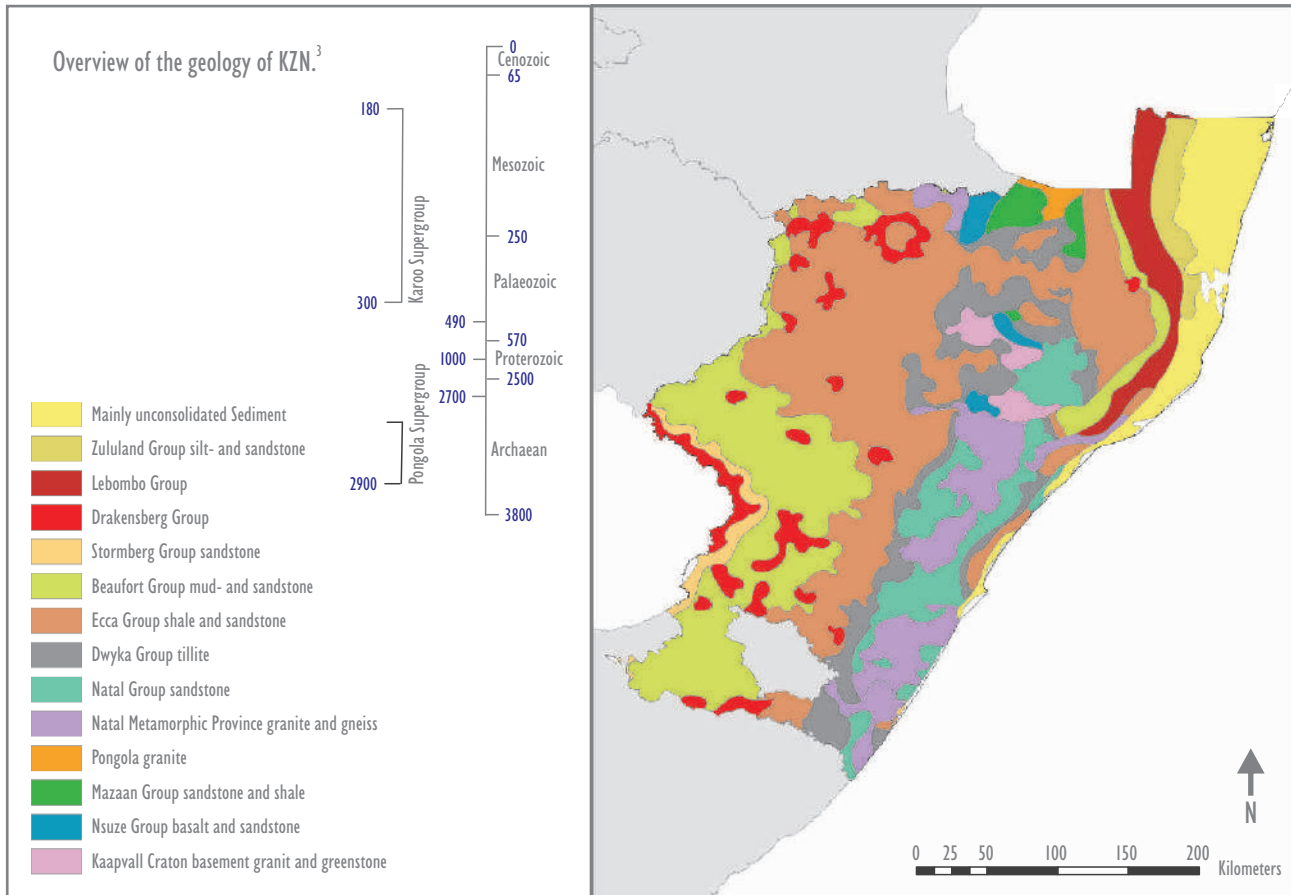 Overview of the geology of KZN.3
0
Cenozoic
65
180
Mesozoic
250
Karoo Supergroup
Palaeozoic
300
490
570
1000
Proterozoic
2500
2700
Pongola Supergroup
Archaean
2900
3800
Mainly unconsolidated Sediment
Zululand Group silt- and sandstone
Lebombo Group
Drakensberg Group
Stormberg Group sandstone
Beaufort Group mud- and sandstone
Ecca Group shale and sandstone
Dwyka Group tillite
Natal Group sandstone
Natal Metamorphic Province granite and gneiss
Pongola granite
Mazaan Group sandstone and shale
Nsuze Group basalt and sandstone
Kaapvall Craton basement granit and greenstone
N
0 25 50 100 150 200
Kilometers